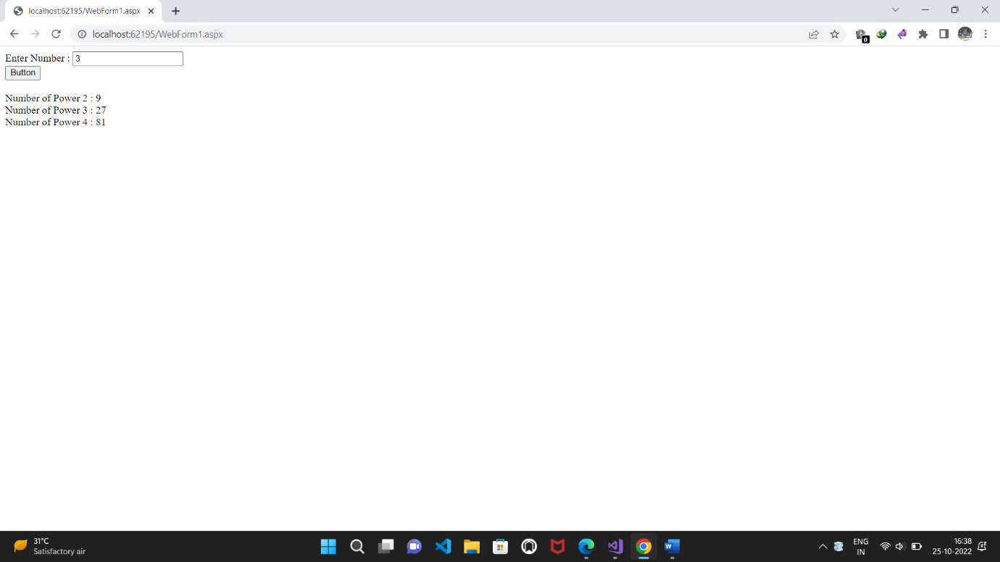 localhost:62195/WebForm1.aspx
localhost:62195/WebForm1.aspx
0
Enter Number : 3
Button
Number of Power 2 : 9
Number of Power 3 : 27
Number of Power 4 : 81
31°C
Satisfactory air
W
ENG
IN
16:38
25-10-2022